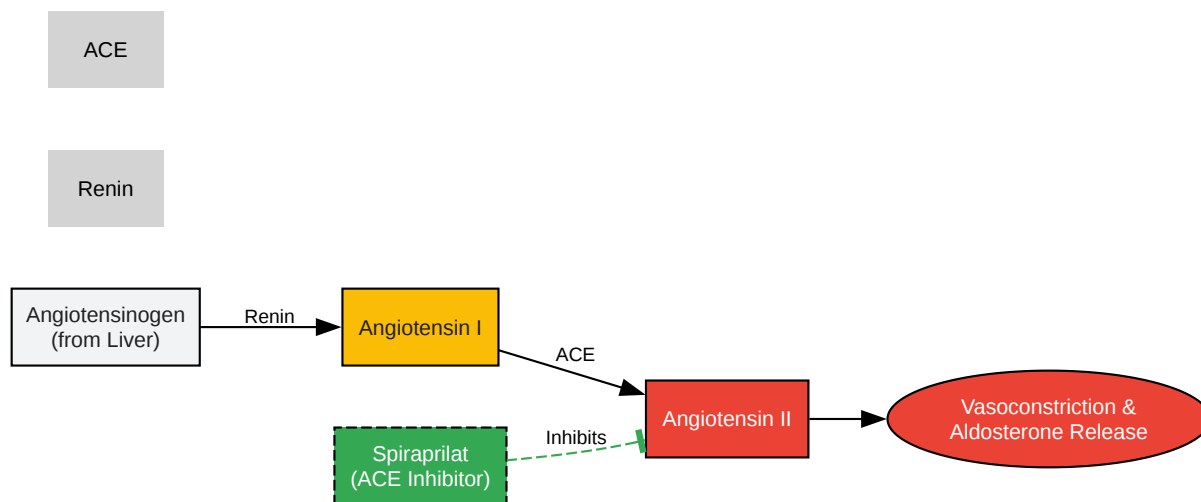 ACE
Renin
Angiotensinogen
(from Liver)
Renin
Angiotensin I
ACE
Angiotensin II
Vasoconstriction &
Aldosterone Release
Inhibits
Spiraprilat
(ACE Inhibitor)